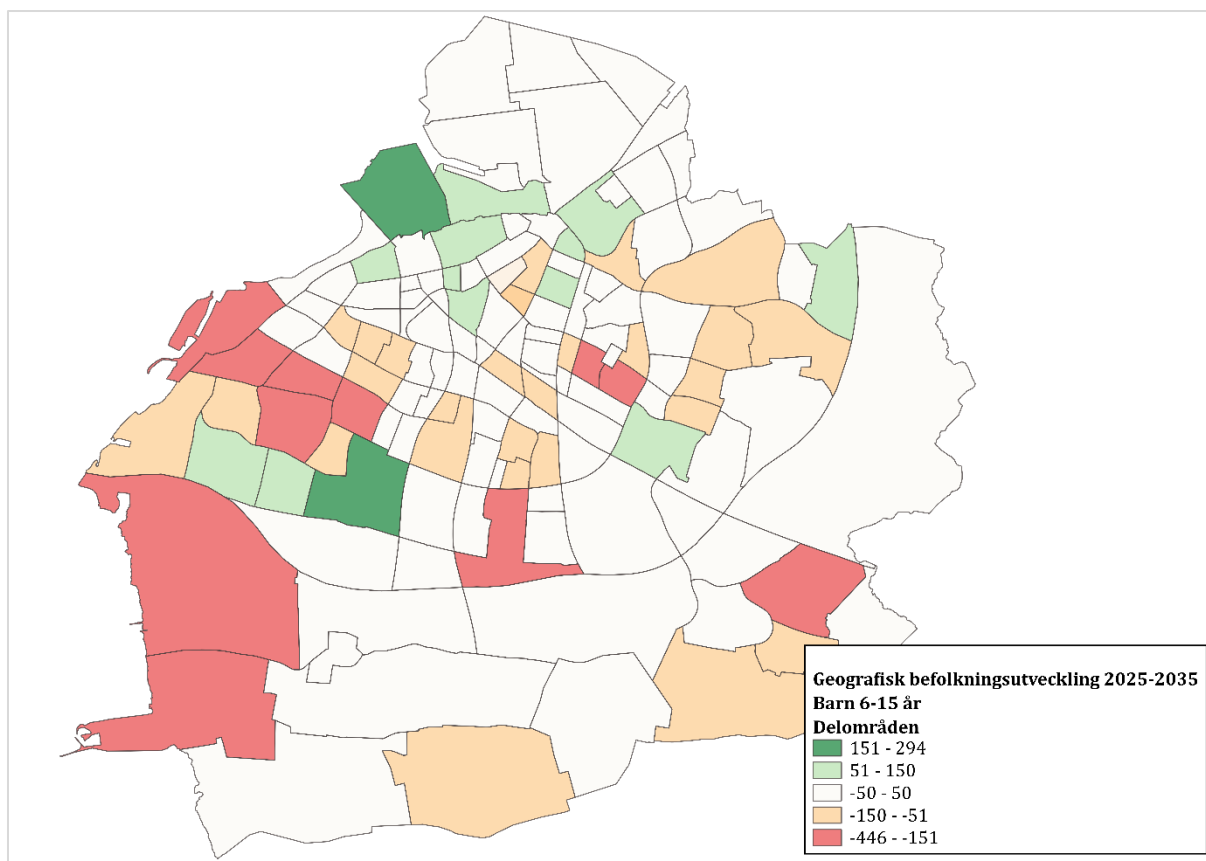 Geografisk befolkningsutveckling 2025-2035
Barn 6-15 år
Delområden
151 - 294
51 - 150
-50 - 50
-150 - -51
-446 - -151